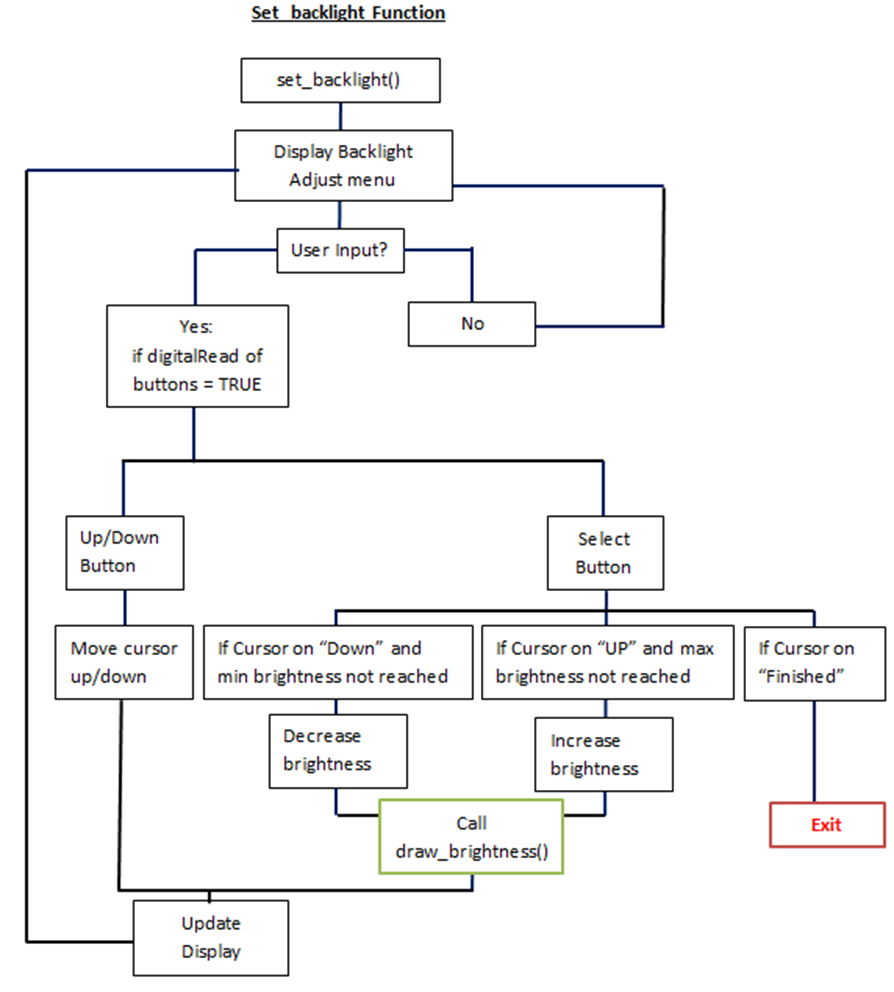 Set_backlight Function
set_backlight()
Display Backlight
Adjust menu
User Input?
Yes:
if digitalRead of
buttons = TRUE
No
Up/Down
Button
Select
Button
Move cursor
up/down
If Cursor on “Down” and
min brightness not reached
If Cursor on “UP” and max
brightness not reached
If Cursor on
“Finished”
Decrease
brightness
Increase
brightness
Call
draw_brightness()
Exit
Update
Display